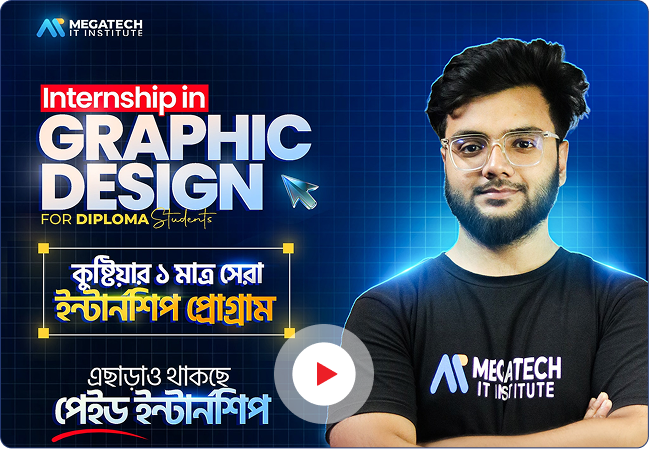 MEGATECH
IT INSTITUTE
Internship in
GRAPHIC
DESIGN
FOR DIPLOMA Students
কুষ্টিয়ার ১ মাত্র সেরা
ইন্টার্নশিপ প্রোগ্রাম
এছাড়াও থাকছে
পেইড ইন্টার্নশিপ
MEGATECH
IT INSTITUTE